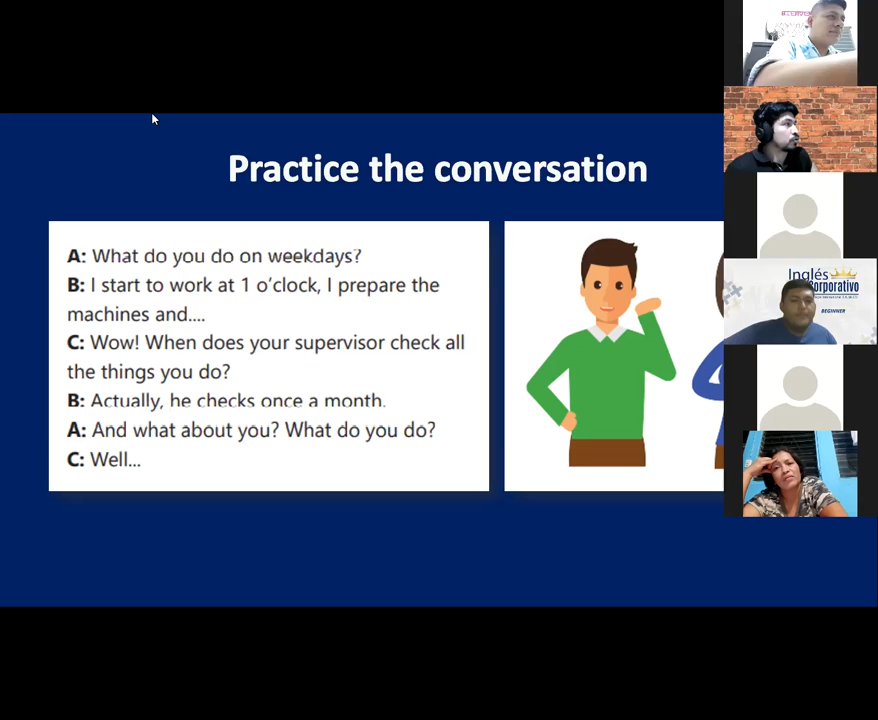 Practice the conversation
A: What do you do on weekdays?
B: I start to work at 1 o'clock, I prepare the
machines and....
C: Wow! When does your supervisor check all
the things you do?
B: Actually, he checks once a month.
A: And what about you? What do you do?
C: Well...
Inglés
Corporativo
BEGINNER